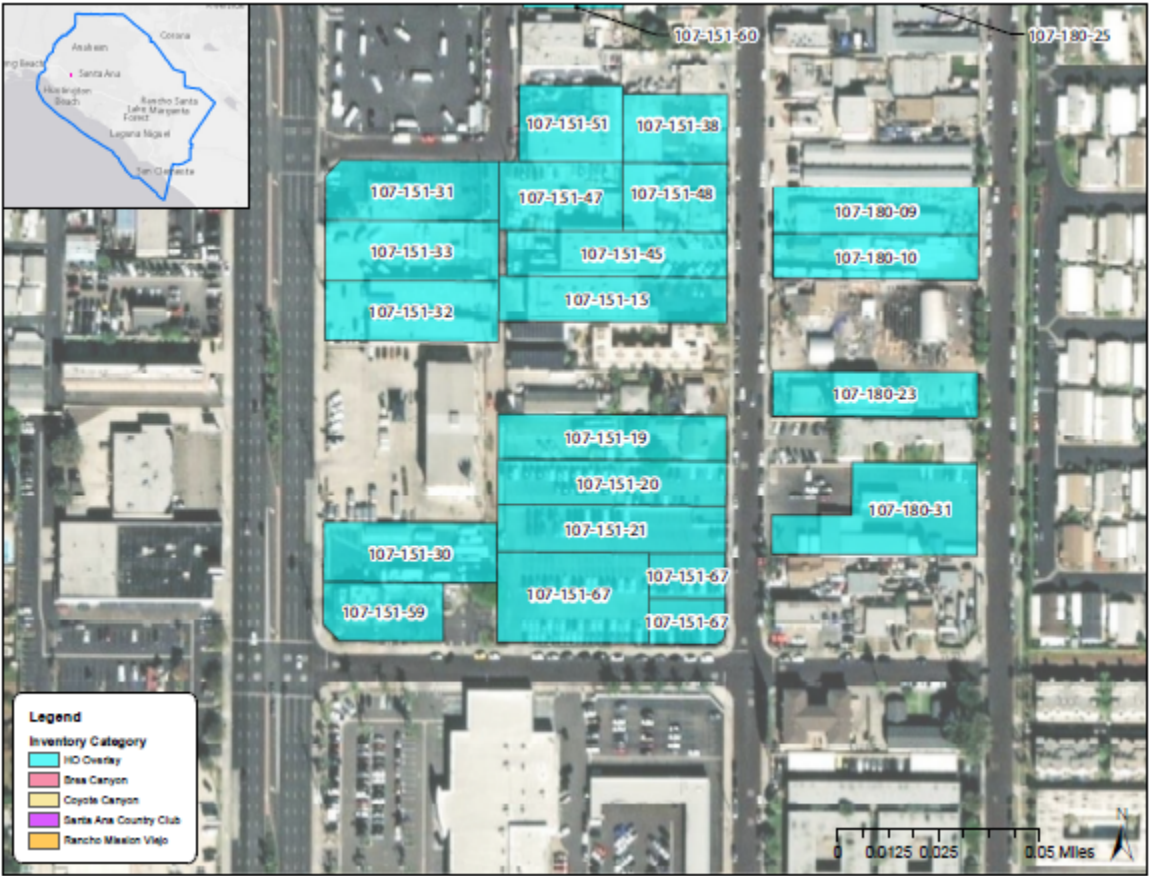 Riverside
Corona
Anaheim
ng Beach
Santa Ana
Huntington
Beach
Rancho Santa
Margarita
Lake
Forest
Laguna Niguel
San Clemente
107-151-60
107-180-25
107-151-51
107-151-38
107-151-31
107-151-47
107-151-48
107-180-09
107-151-33
107-151-45
107-180-10
107-151-32
107-151-15
107-180-23
107-151-19
107-151-20
107-180-31
107-151-21
107-151-30
107-151-67
107-151-67
107-151-59
107-151-67
Legend
Inventory Category
HO Overlay
Brea Canyon
Coyote Canyon
Santa Ana Country Club
Rancho Mission Viejo
0 0.0125 0.025 0.05 Miles
N